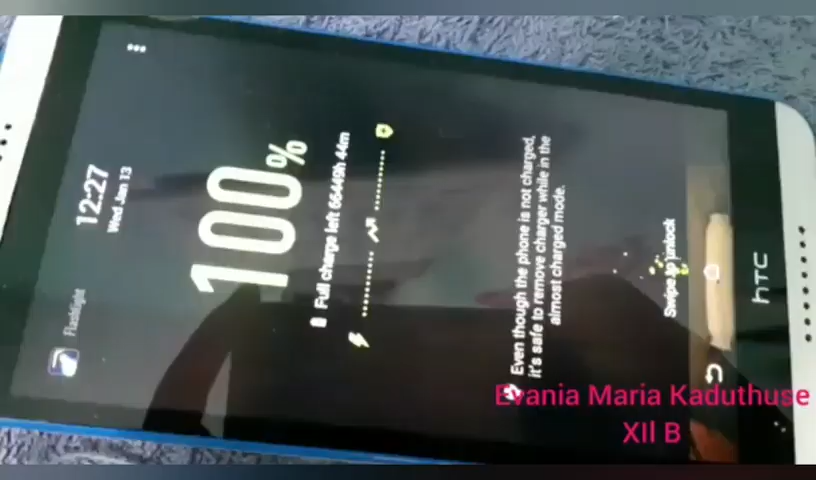 12:27
Wed Jan 13
Flashlight
100%
Full charge left 66449h 44m
Even though the phone is not charged,
it's safe to remove charger while in the
almost charged mode.
Swipe to unlock
hTC
Evania Maria Kaduthuse
XII B